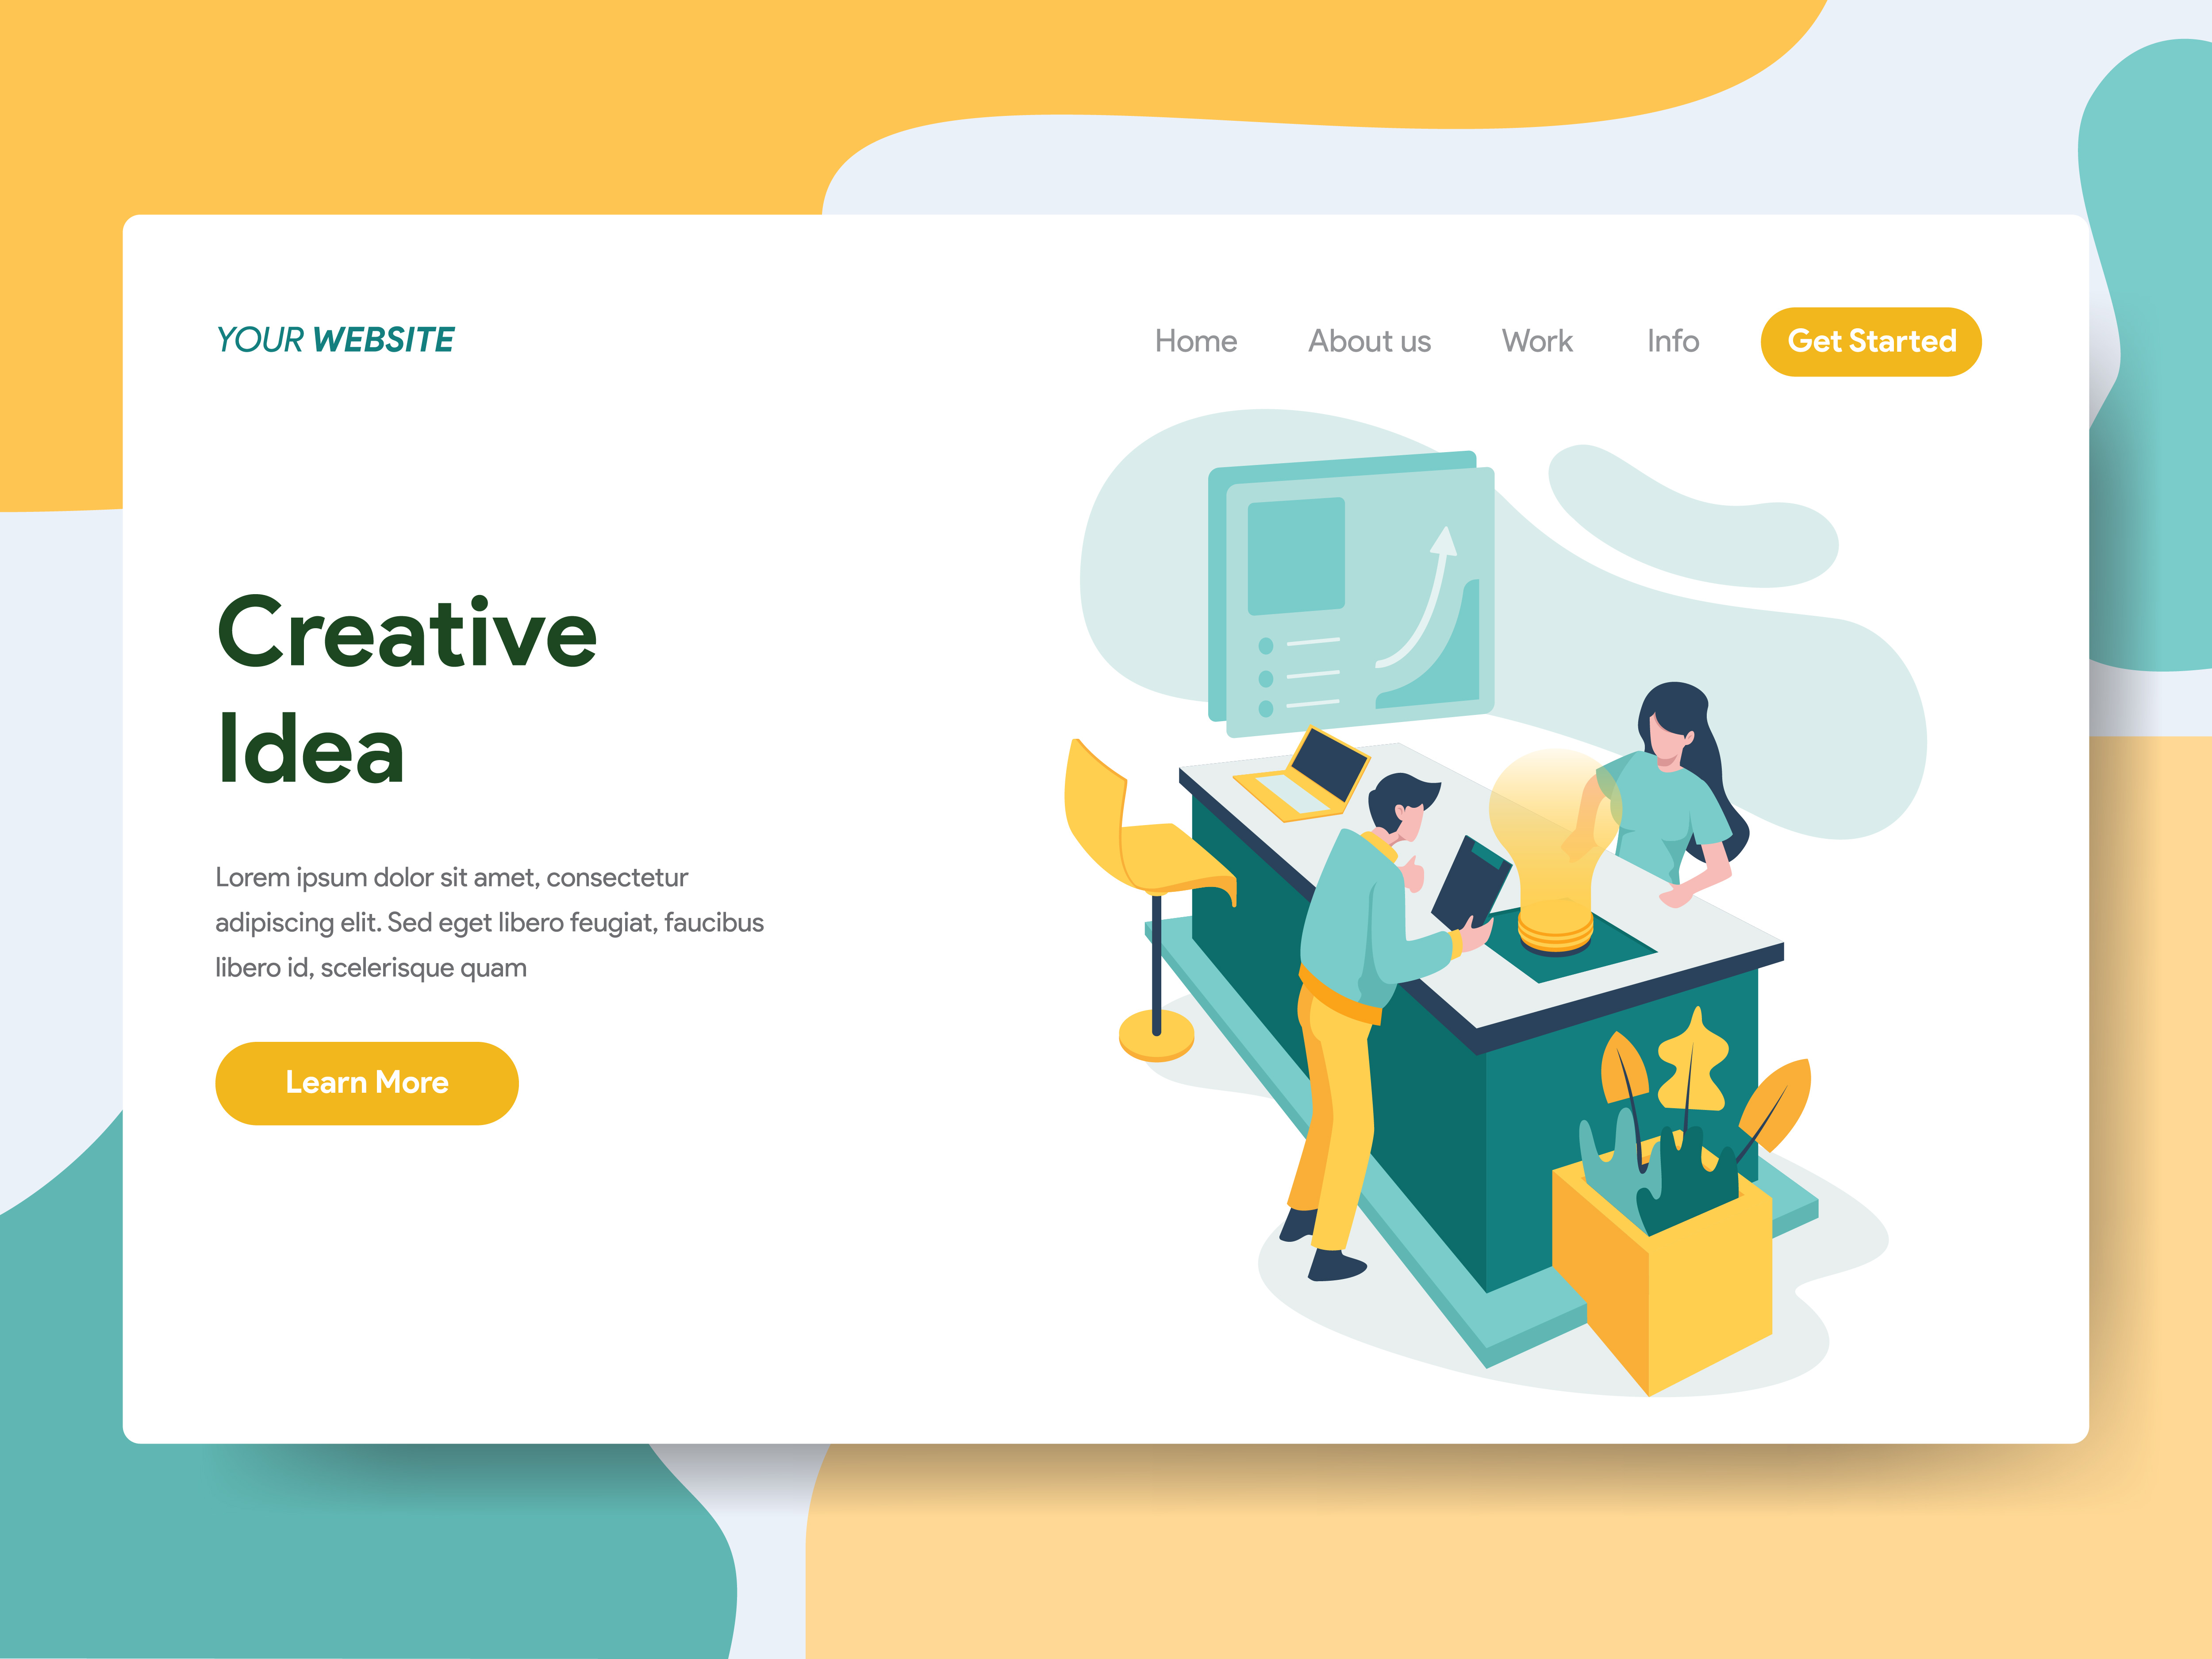 YOUR WEBSITE
Home
About us
Work
Info
Get Started
Creative
Idea
Lorem ipsum dolor sit amet, consectetur
adipiscing elit. Sed eget libero feugiat, faucibus
libero id, scelerisque quam
Learn More